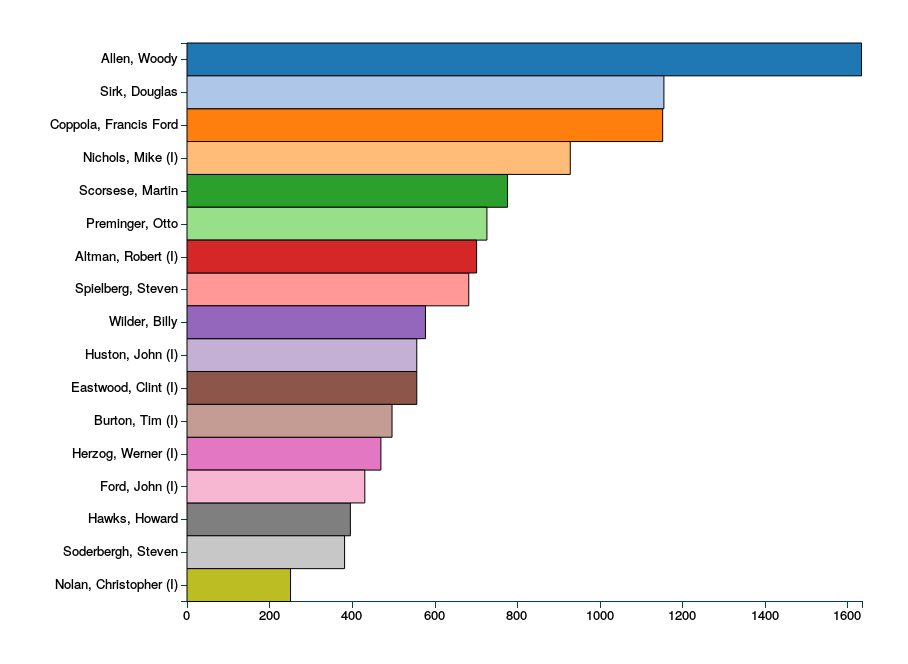 Allen, Woody
Sirk, Douglas
Coppola, Francis Ford
Nichols, Mike (I)
Scorsese, Martin
Preminger, Otto
Altman, Robert (I)
Spielberg, Steven
Wilder, Billy
Huston, John (I)
Eastwood, Clint (I)
Burton, Tim (I)
Herzog, Werner (I)
Ford, John (I)
Hawks, Howard
Soderbergh, Steven
Nolan, Christopher (I)
0 200 400 600 800 1000 1200 1400 1600